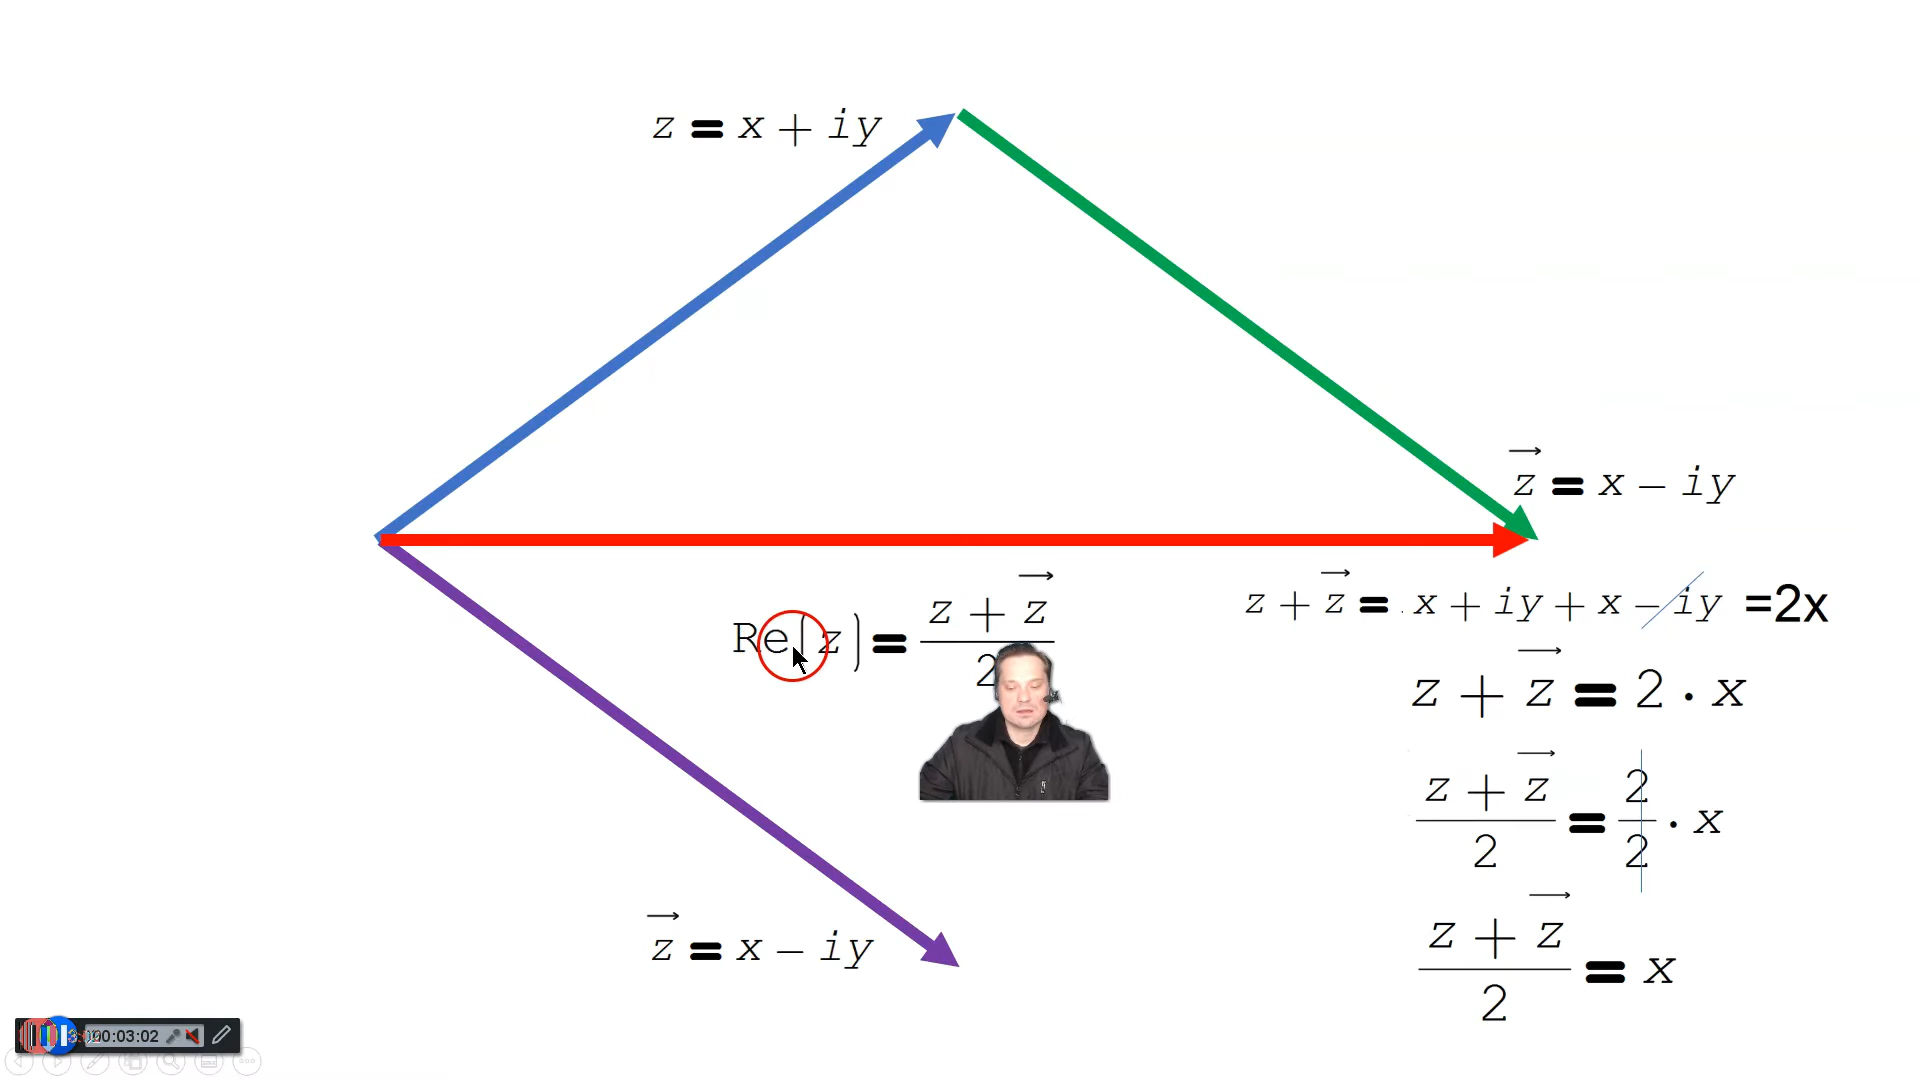 z = x + iy
z⃗ = x − iy
z + z⃗ = x + iy + x − iy =2x
Re(z) = (z + z⃗)/2
z + z⃗ = 2 · x
(z + z⃗)/2 = 2/2 · x
z⃗ = x − iy
(z + z⃗)/2 = x
00:03:02